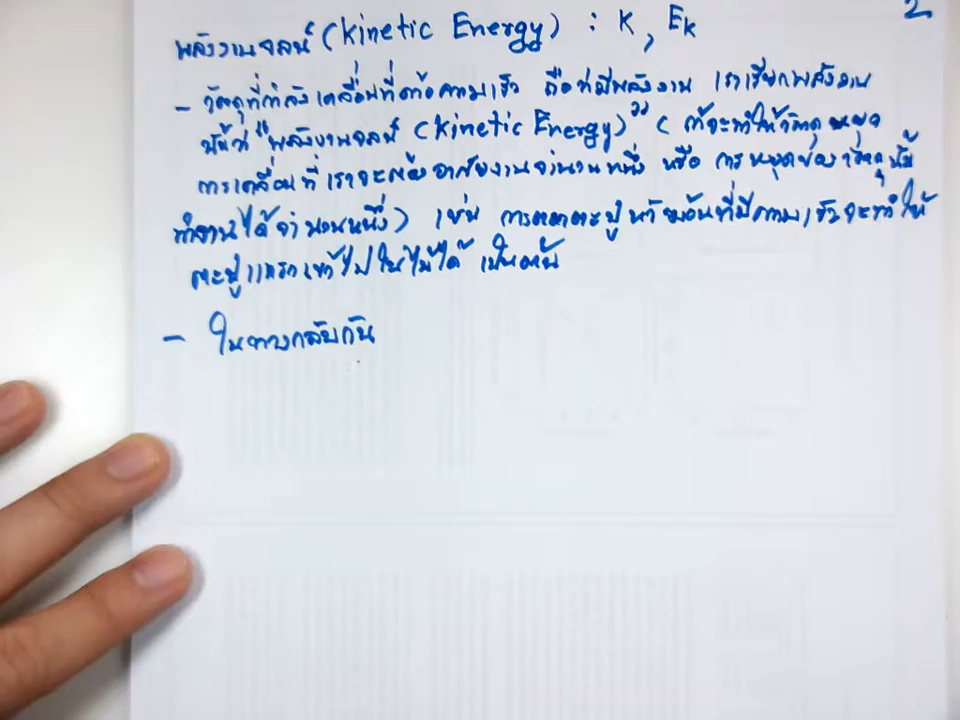 2
พลังงานจลน์ (Kinetic Energy) : K, Ek
- วัตถุที่กำลังเคลื่อนที่ด้วยความเร็ว ถือว่ามีพลังงาน เราเรียกพลังงาน
นี้ว่า "พลังงานจลน์ (Kinetic Energy)" ( ถ้าจะทำให้วัตถุหยุด
การเคลื่อนที่เราจะต้องอาศัยงานจำนวนหนึ่ง หรือ การหยุดของวัตถุนั้น
ทำงานได้จำนวนหนึ่ง) เช่น การตอกตะปู หัวฆ้อนที่มีความเร็วจะทำให้
ตะปูแทรกเข้าไปในไม้ได้ เป็นต้น
- ในทางกลับกัน